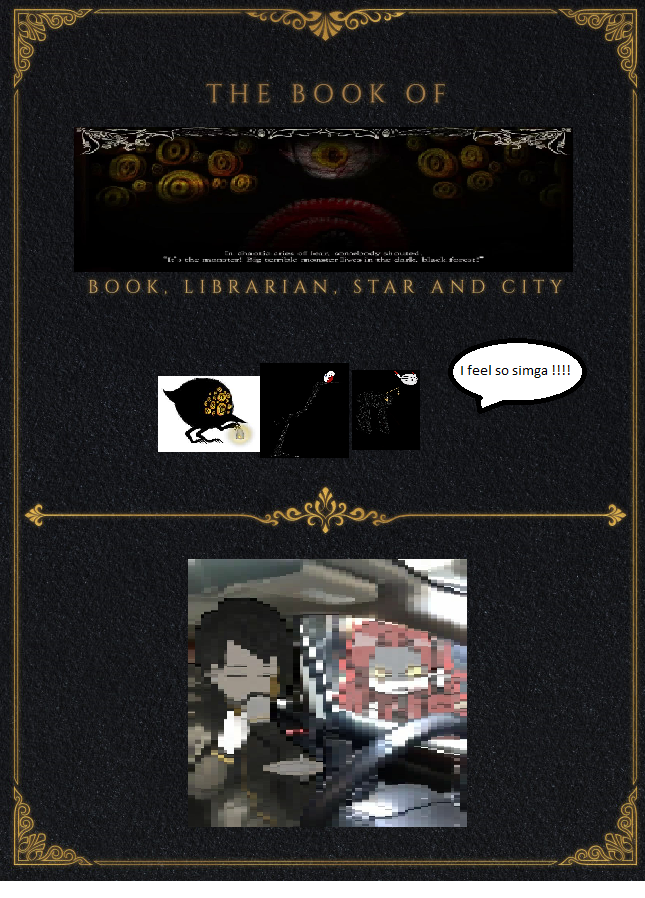 THE BOOK OF
In chaotic cries of fear, somebody shouted
"It's the monster! Big terrible monster lives in the dark, black forest!"
BOOK, LIBRARIAN, STAR AND CITY
I feel so simga !!!!